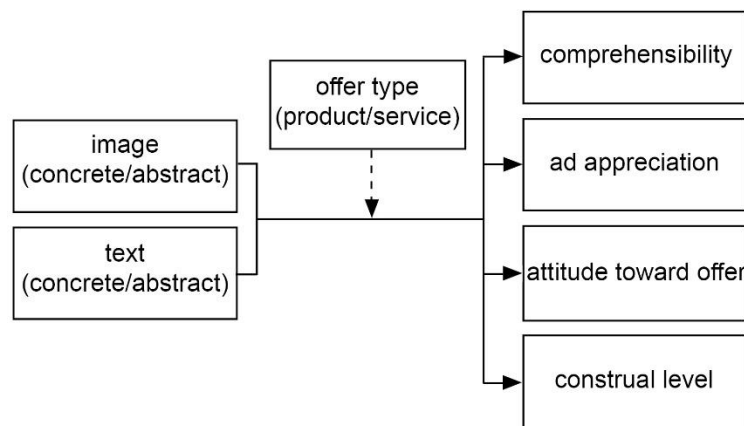 image
(concrete/abstract)
text
(concrete/abstract)
offer type
(product/service)
comprehensibility
ad appreciation
attitude toward offer
construal level